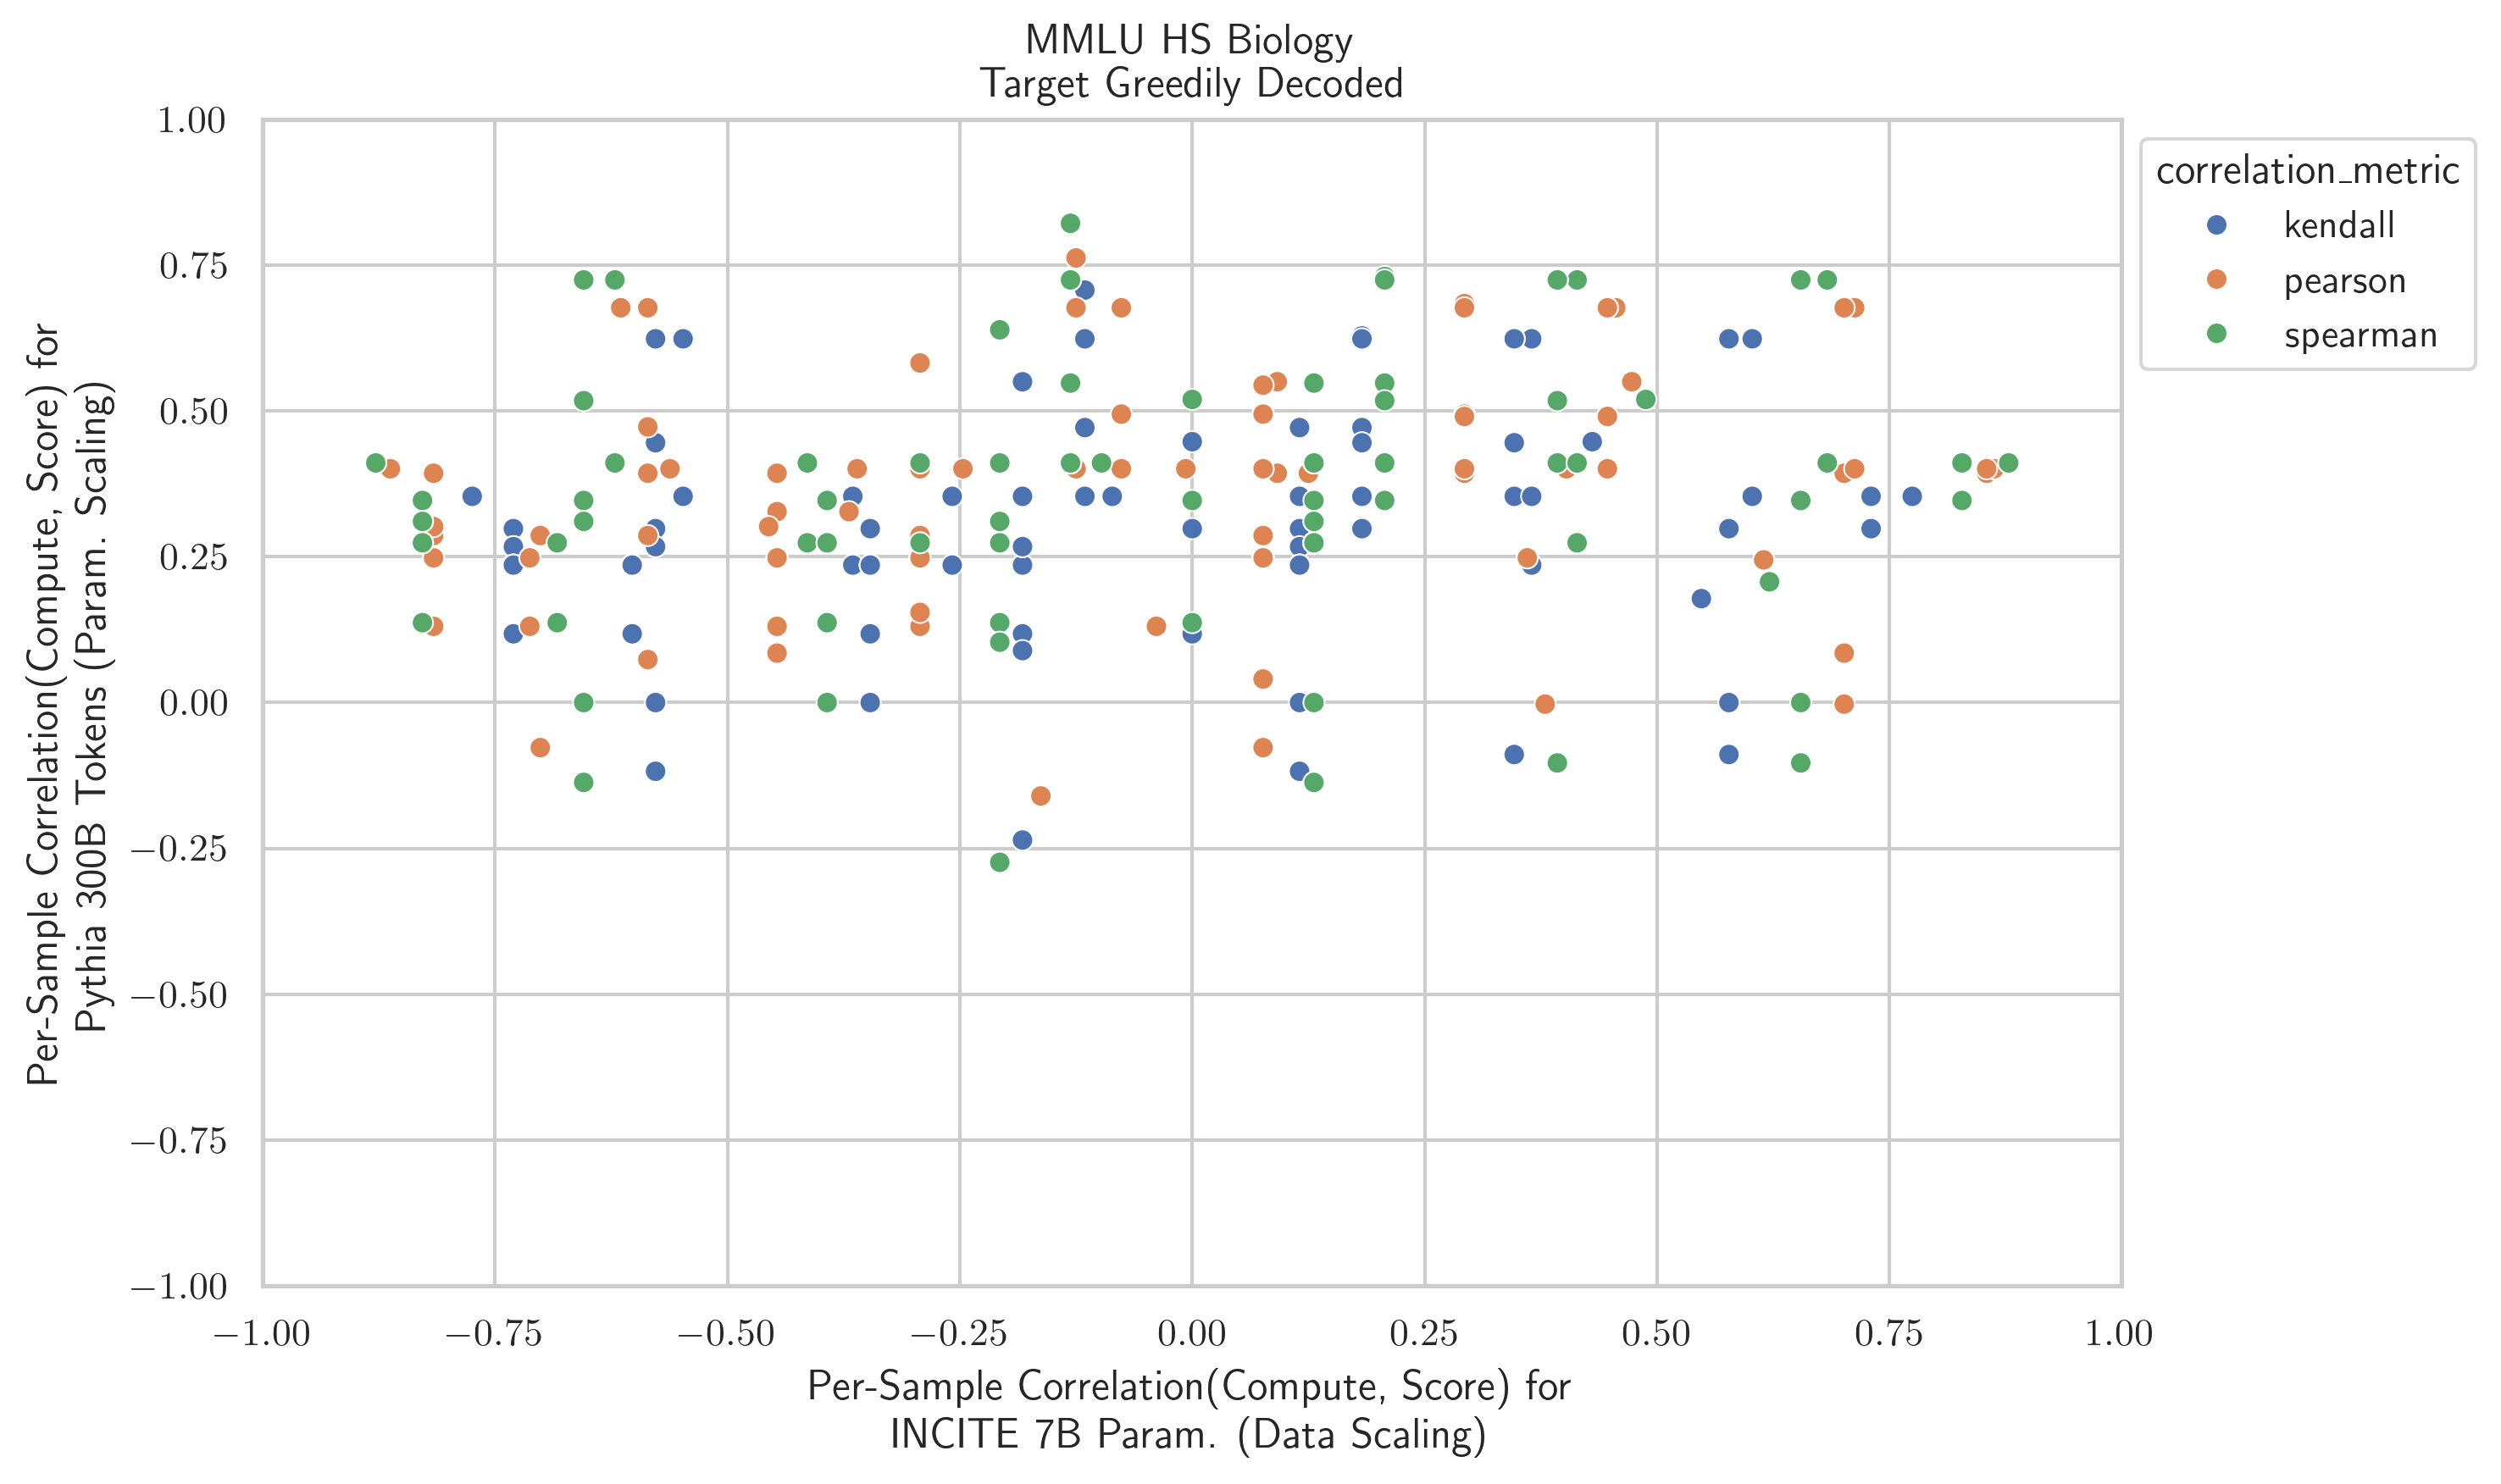 MMLU HS Biology
Target Greedily Decoded
Per-Sample Correlation(Compute, Score) for
Pythia 300B Tokens (Param. Scaling)
1.00
0.75
0.50
0.25
0.00
−0.25
−0.50
−0.75
−1.00
−1.00 −0.75 −0.50 −0.25 0.00 0.25 0.50 0.75 1.00
Per-Sample Correlation(Compute, Score) for
INCITE 7B Param. (Data Scaling)
correlation_metric
kendall
pearson
spearman